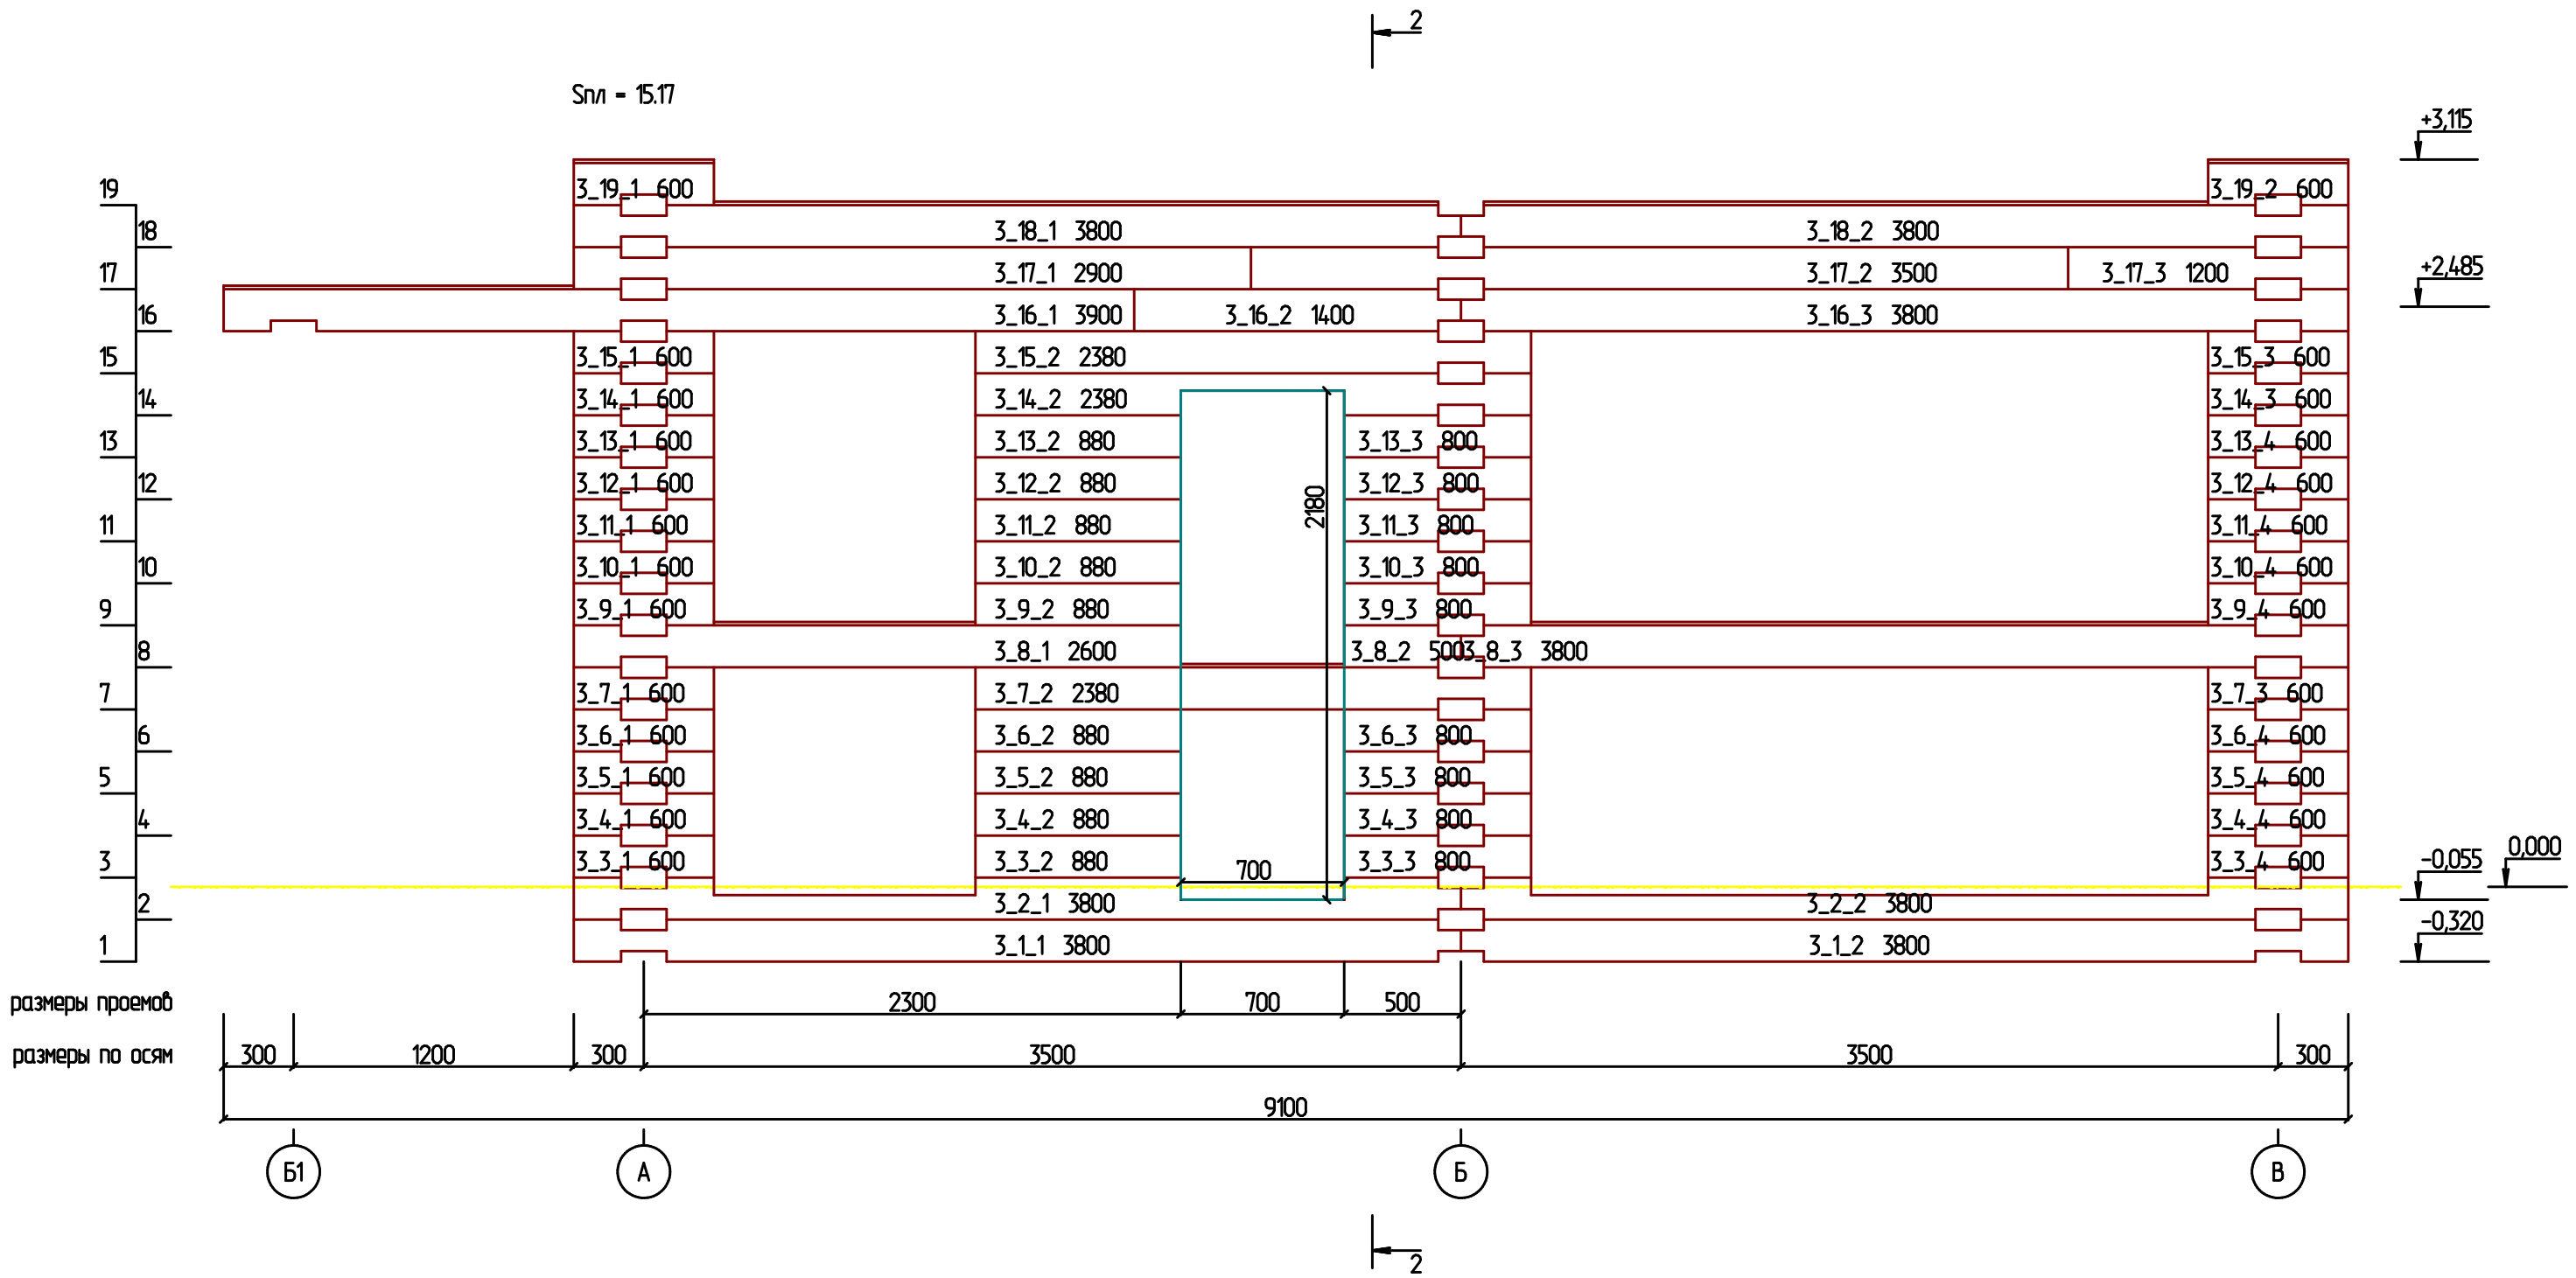 2
Sпл = 15.17
+3,115
19 3_19_1 600 3_19_2 600
18 3_18_1 3800 3_18_2 3800
17 3_17_1 2900 3_17_2 3500 3_17_3 1200 +2,485
16 3_16_1 3900 3_16_2 1400 3_16_3 3800
15 3_15_1 600 3_15_2 2380 3_15_3 600
14 3_14_1 600 3_14_2 2380 3_14_3 600
13 3_13_1 600 3_13_2 880 3_13_3 800 3_13_4 600
12 3_12_1 600 3_12_2 880 3_12_3 800 3_12_4 600
2180
11 3_11_1 600 3_11_2 880 3_11_3 800 3_11_4 600
10 3_10_1 600 3_10_2 880 3_10_3 800 3_10_4 600
9 3_9_1 600 3_9_2 880 3_9_3 800 3_9_4 600
8 3_8_1 2600 3_8_2 500 3_8_3 3800
7 3_7_1 600 3_7_2 2380 3_7_3 600
6 3_6_1 600 3_6_2 880 3_6_3 800 3_6_4 600
5 3_5_1 600 3_5_2 880 3_5_3 800 3_5_4 600
4 3_4_1 600 3_4_2 880 3_4_3 800 3_4_4 600
3 3_3_1 600 3_3_2 880 700 3_3_3 800 3_3_4 600 -0,055 0,000
2 3_2_1 3800 3_2_2 3800 -0,320
1 3_1_1 3800 3_1_2 3800
размеры проемов 2300 700 500
размеры по осям 300 1200 300 3500 3500 300
9100
Б1 А Б В
2